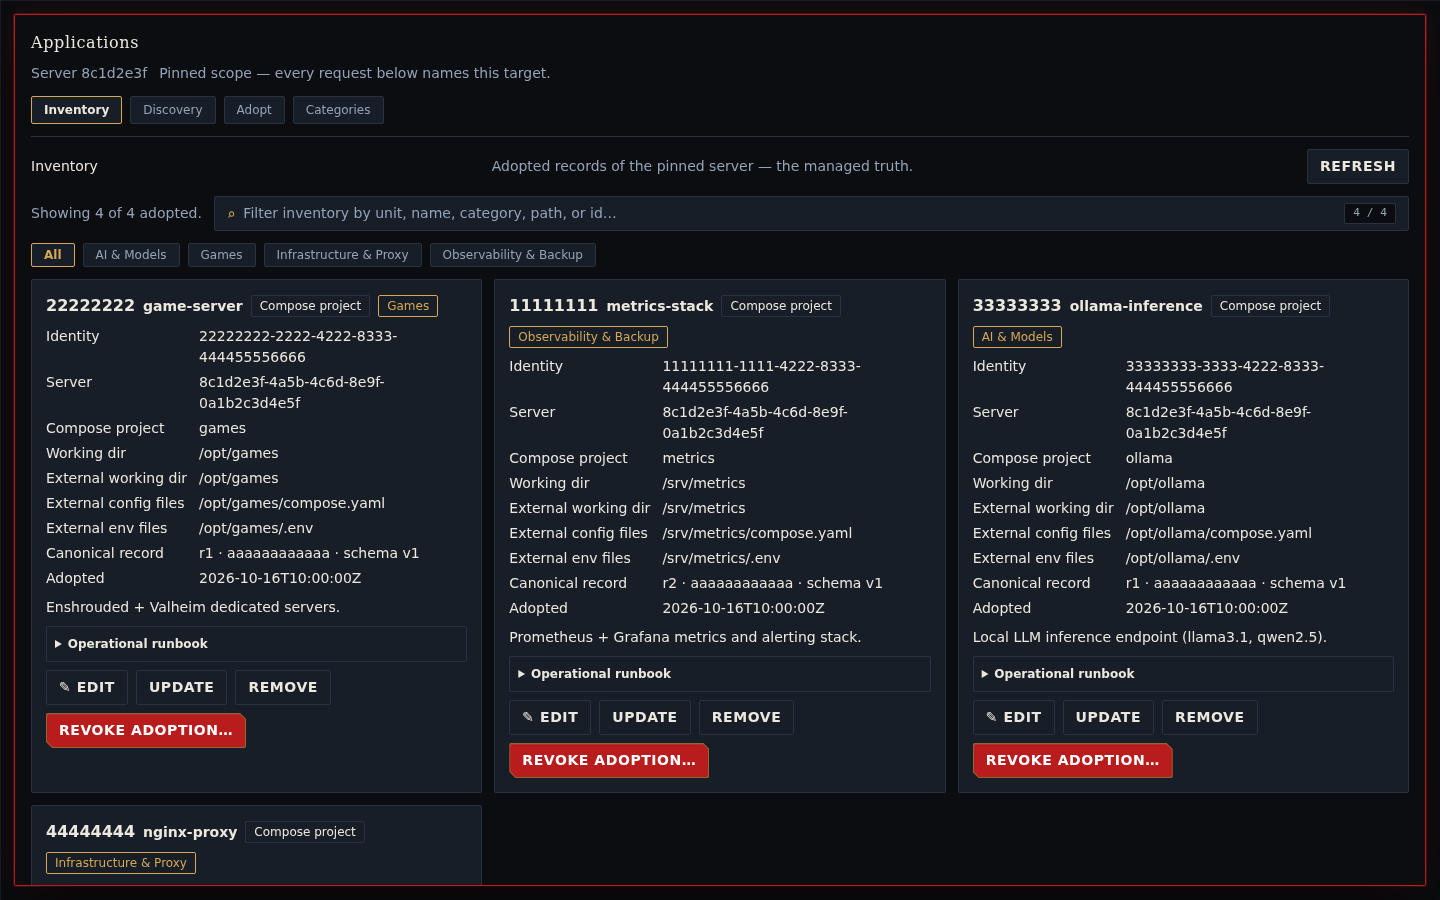 Applications
Server 8c1d2e3f Pinned scope — every request below names this target.
Inventory Discovery Adopt Categories
Inventory Adopted records of the pinned server — the managed truth. REFRESH
Showing 4 of 4 adopted. ⌕ Filter inventory by unit, name, category, path, or id… 4 / 4
All AI & Models Games Infrastructure & Proxy Observability & Backup
22222222 game-server Compose project Games
Identity 22222222-2222-4222-8333-
444455556666
Server 8c1d2e3f-4a5b-4c6d-8e9f-
0a1b2c3d4e5f
Compose project games
Working dir /opt/games
External working dir /opt/games
External config files /opt/games/compose.yaml
External env files /opt/games/.env
Canonical record r1 · aaaaaaaaaaaa · schema v1
Adopted 2026-10-16T10:00:00Z
Enshrouded + Valheim dedicated servers.
▶ Operational runbook
✎ EDIT UPDATE REMOVE
REVOKE ADOPTION…
11111111 metrics-stack Compose project
Observability & Backup
Identity 11111111-1111-4222-8333-
444455556666
Server 8c1d2e3f-4a5b-4c6d-8e9f-
0a1b2c3d4e5f
Compose project metrics
Working dir /srv/metrics
External working dir /srv/metrics
External config files /srv/metrics/compose.yaml
External env files /srv/metrics/.env
Canonical record r2 · aaaaaaaaaaaa · schema v1
Adopted 2026-10-16T10:00:00Z
Prometheus + Grafana metrics and alerting stack.
▶ Operational runbook
✎ EDIT UPDATE REMOVE
REVOKE ADOPTION…
33333333 ollama-inference Compose project
AI & Models
Identity 33333333-3333-4222-8333-
444455556666
Server 8c1d2e3f-4a5b-4c6d-8e9f-
0a1b2c3d4e5f
Compose project ollama
Working dir /opt/ollama
External working dir /opt/ollama
External config files /opt/ollama/compose.yaml
External env files /opt/ollama/.env
Canonical record r1 · aaaaaaaaaaaa · schema v1
Adopted 2026-10-16T10:00:00Z
Local LLM inference endpoint (llama3.1, qwen2.5).
▶ Operational runbook
✎ EDIT UPDATE REMOVE
REVOKE ADOPTION…
44444444 nginx-proxy Compose project
Infrastructure & Proxy